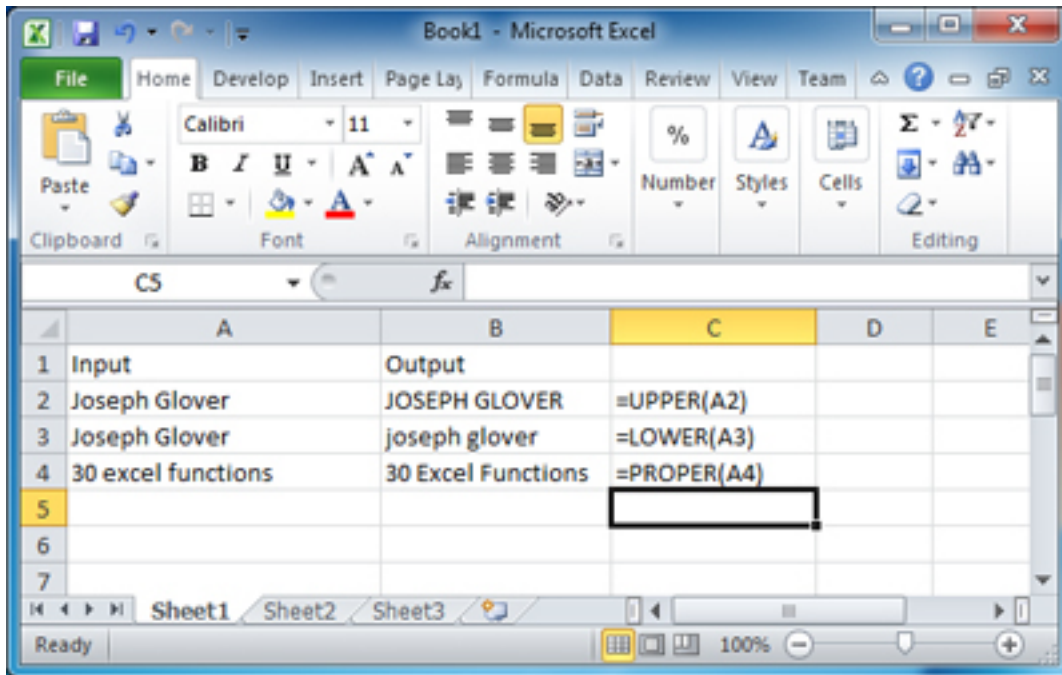 Book1 - Microsoft Excel
File Home Develop Insert Page Lay Formula Data Review View Team
Calibri 11
% A
B I U A A
Paste Number Styles Cells
A
Clipboard Font Alignment Editing
C5 fx
A B C D E
1 Input Output
2 Joseph Glover JOSEPH GLOVER =UPPER(A2)
3 Joseph Glover joseph glover =LOWER(A3)
4 30 excel functions 30 Excel Functions =PROPER(A4)
5
6
7
Sheet1 Sheet2 Sheet3
Ready 100%